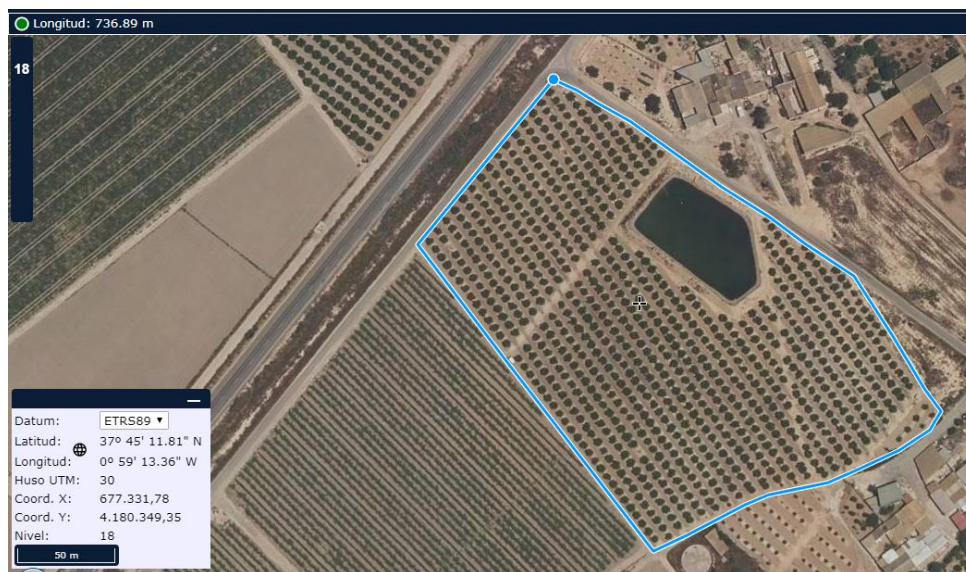 Longitud: 736.89 m
18
Datum: ETRS89
Latitud: 37º 45' 11.81" N
Longitud: 0º 59' 13.36" W
Huso UTM: 30
Coord. X: 677.331,78
Coord. Y: 4.180.349,35
Nivel: 18
50 m